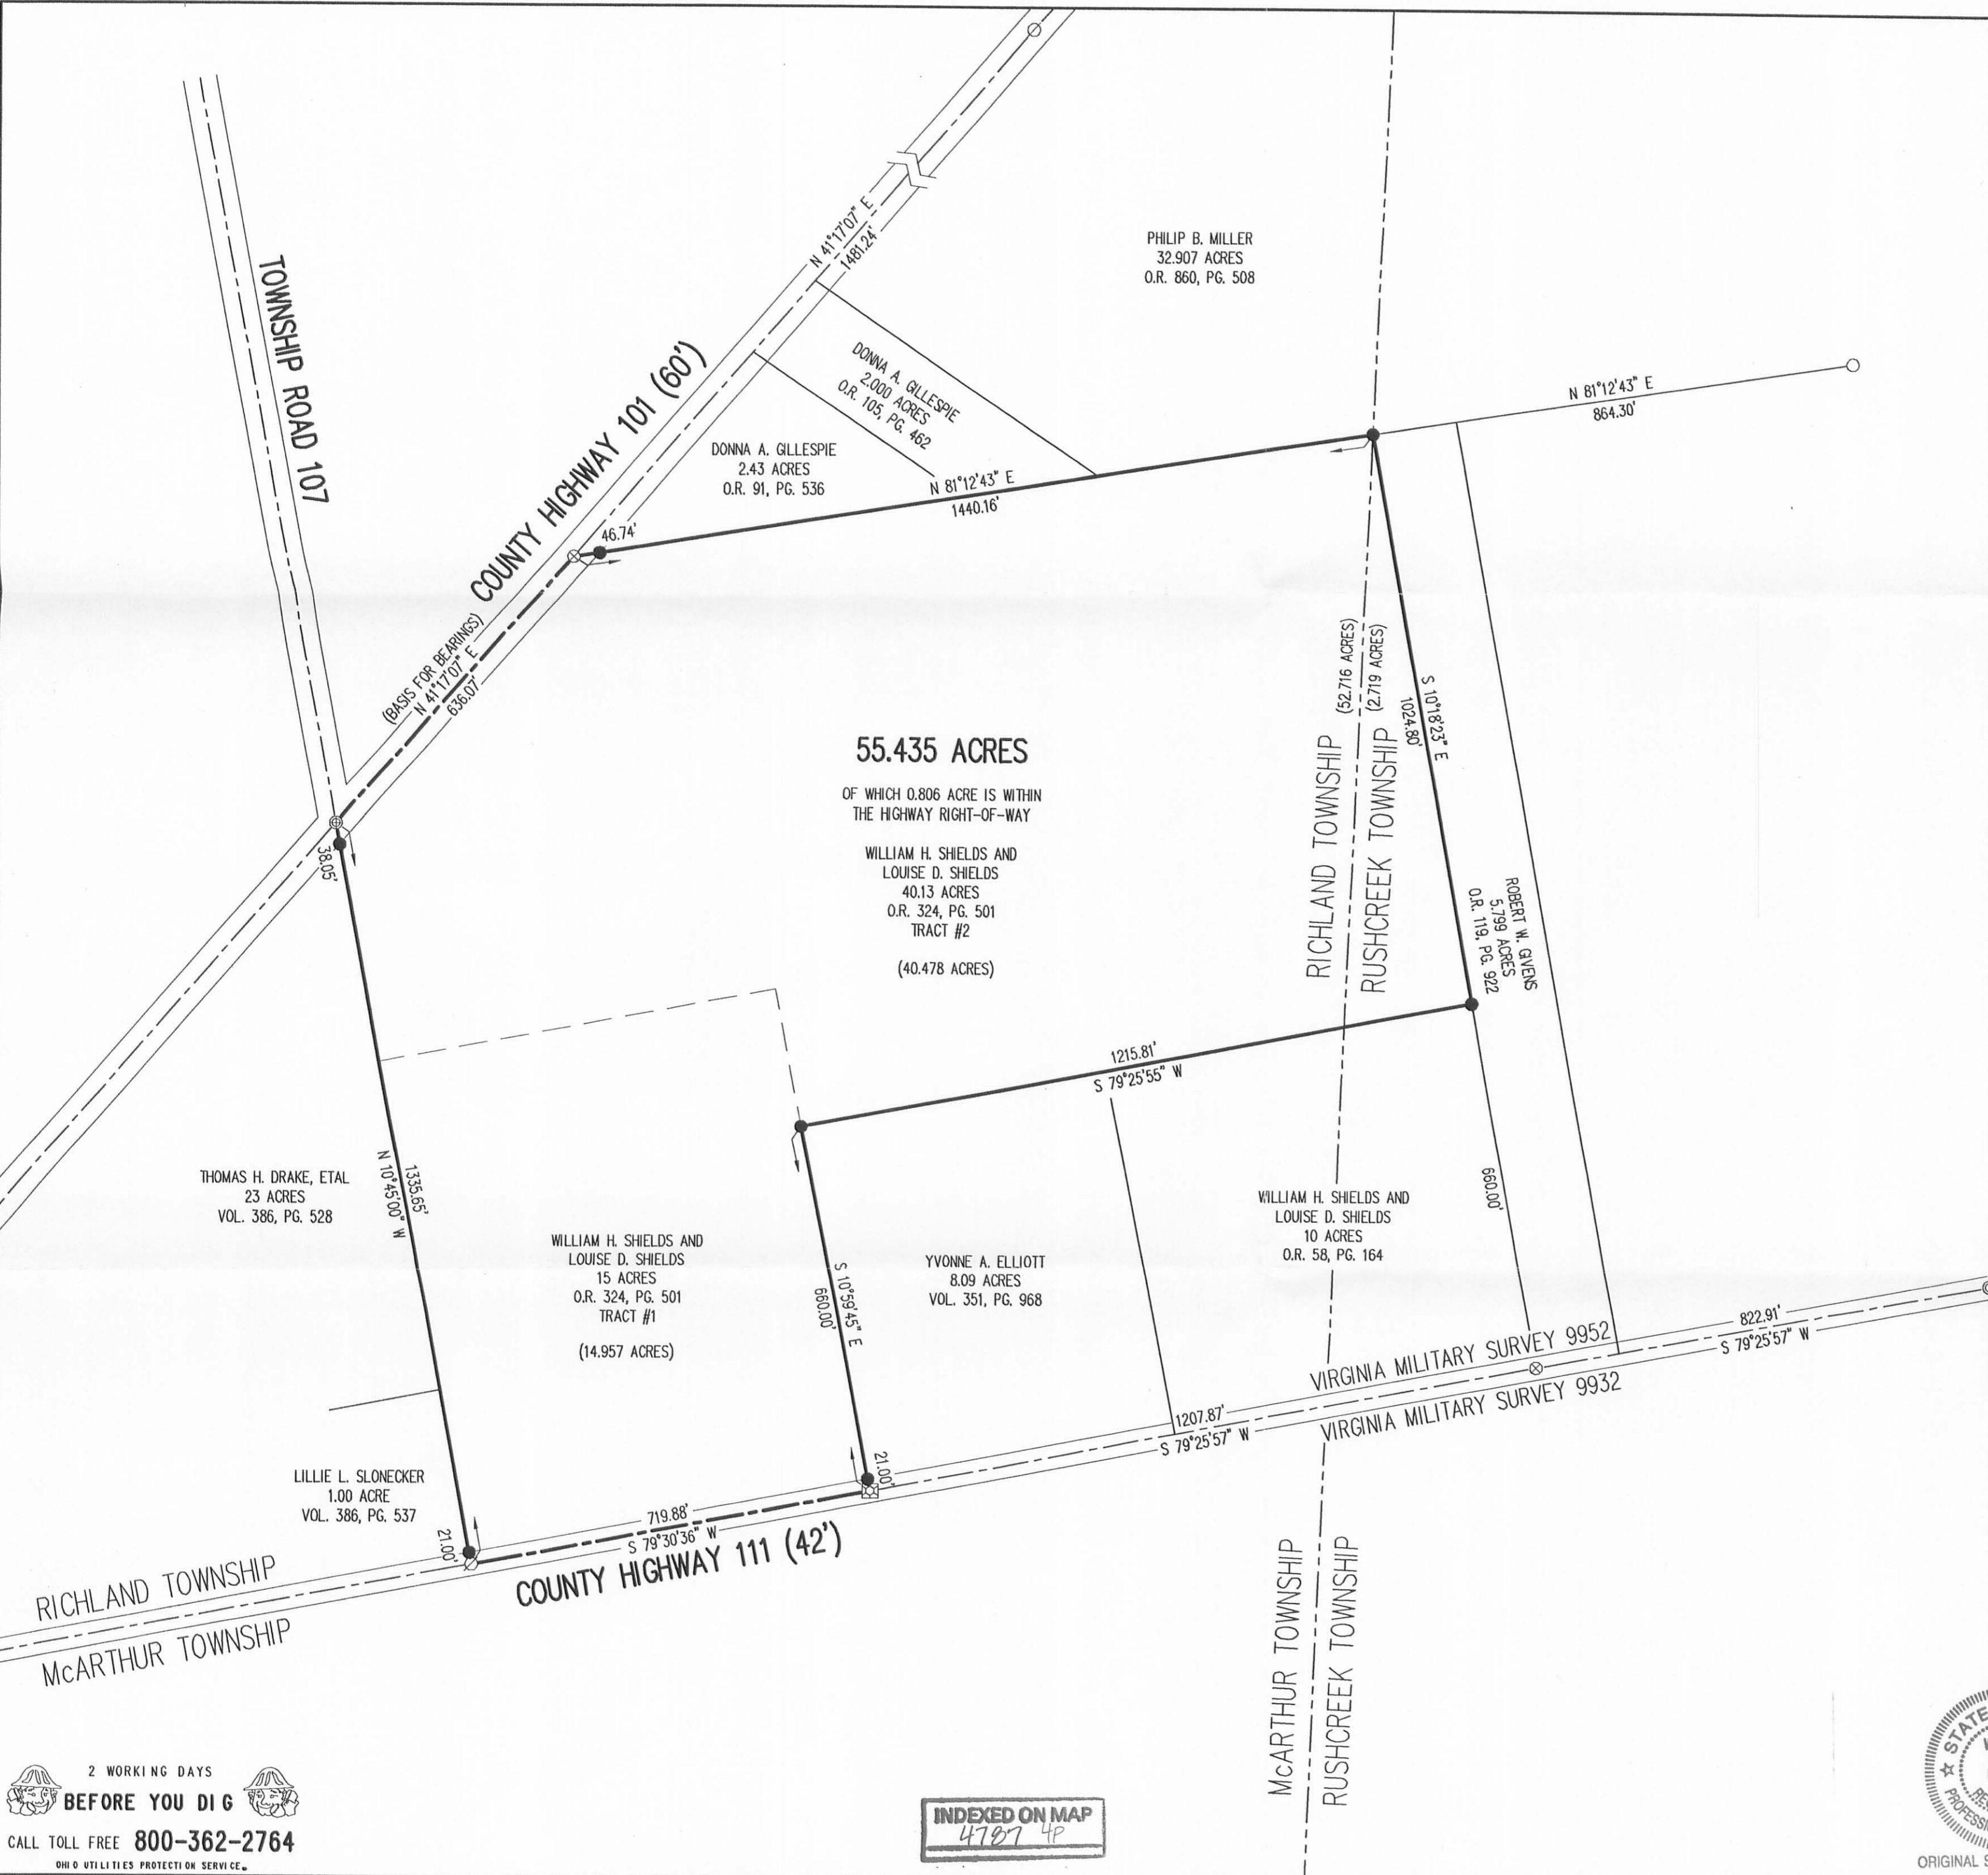 TOWNSHIP ROAD 107
COUNTY HIGHWAY 101 (60')
(BASIS FOR BEARINGS)
N 41°17'07" E
636.07'
N 41°17'07" E
1481.24'
PHILIP B. MILLER
32.907 ACRES
O.R. 860, PG. 508
DONNA A. GILLESPIE
2.000 ACRES
O.R. 105, PG. 462
DONNA A. GILLESPIE
2.43 ACRES
O.R. 91, PG. 536
N 81°12'43" E
864.30'
N 81°12'43" E
1440.16'
46.74'
38.05'
(52.716 ACRES)
(2.719 ACRES)
RICHLAND TOWNSHIP
RUSHCREEK TOWNSHIP
S 10°18'23" E
1024.80'
55.435 ACRES
OF WHICH 0.806 ACRE IS WITHIN
THE HIGHWAY RIGHT-OF-WAY
WILLIAM H. SHIELDS AND
LOUISE D. SHIELDS
40.13 ACRES
O.R. 324, PG. 501
TRACT #2
(40.478 ACRES)
ROBERT W. GIVENS
5.799 ACRES
O.R. 119, PG. 922
1215.81'
S 79°25'55" W
THOMAS H. DRAKE, ETAL
23 ACRES
VOL. 386, PG. 528
1335.65'
N 10°45'00" W
WILLIAM H. SHIELDS AND
LOUISE D. SHIELDS
15 ACRES
O.R. 324, PG. 501
TRACT #1
(14.957 ACRES)
S 10°59'45" E
660.00'
YVONNE A. ELLIOTT
8.09 ACRES
VOL. 351, PG. 968
WILLIAM H. SHIELDS AND
LOUISE D. SHIELDS
10 ACRES
O.R. 58, PG. 164
660.00'
VIRGINIA MILITARY SURVEY 9952
VIRGINIA MILITARY SURVEY 9932
822.91'
S 79°25'57" W
1207.87'
S 79°25'57" W
LILLIE L. SLONECKER
1.00 ACRE
VOL. 386, PG. 537
21.00'
21.00'
719.88'
S 79°30'36" W
COUNTY HIGHWAY 111 (42')
RICHLAND TOWNSHIP
McARTHUR TOWNSHIP
McARTHUR TOWNSHIP
RUSHCREEK TOWNSHIP
2 WORKING DAYS
BEFORE YOU DIG
CALL TOLL FREE 800-362-2764
OHIO UTILITIES PROTECTION SERVICE.
INDEXED ON MAP
4787 4P
STATE
ORIGINAL